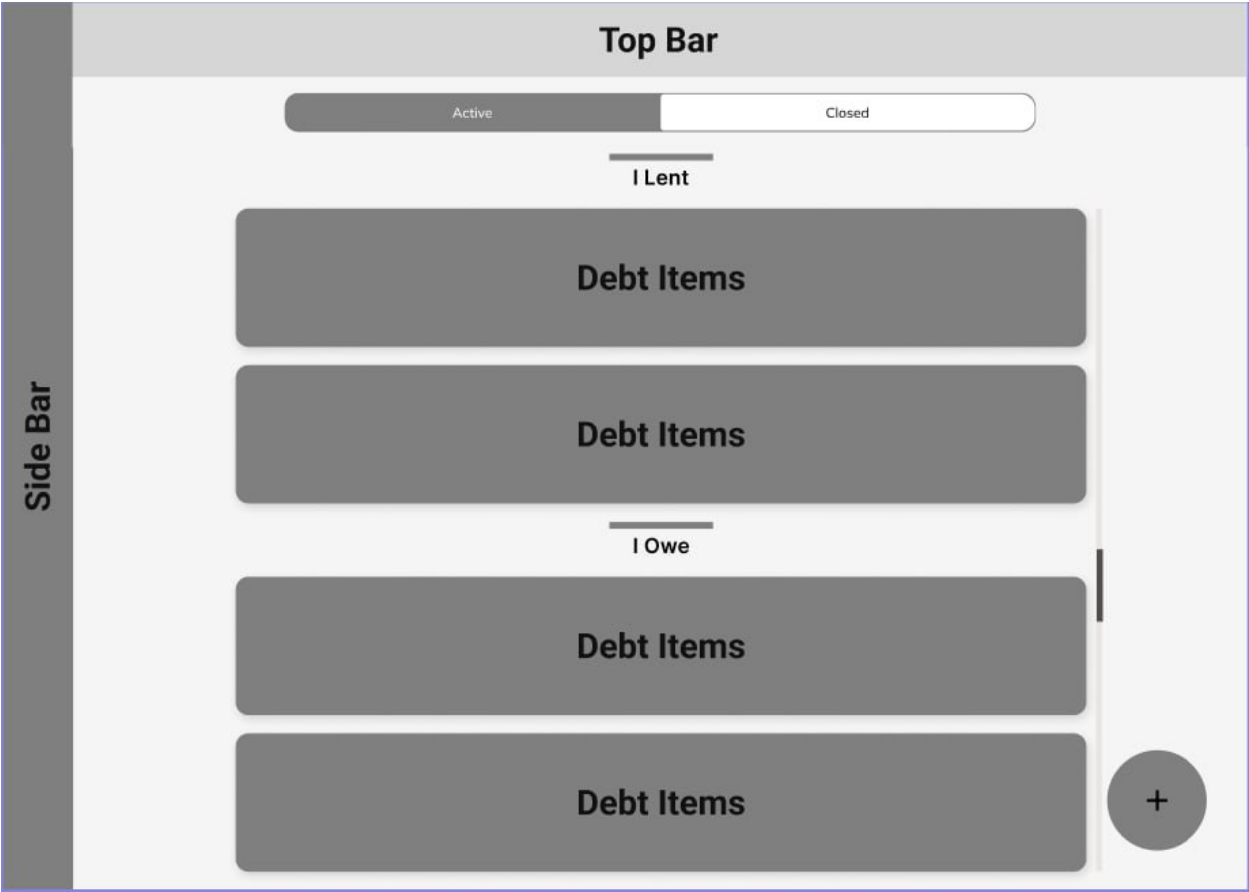 Top Bar
Active
Closed
I Lent
Debt Items
Debt Items
Side Bar
I Owe
Debt Items
Debt Items
+